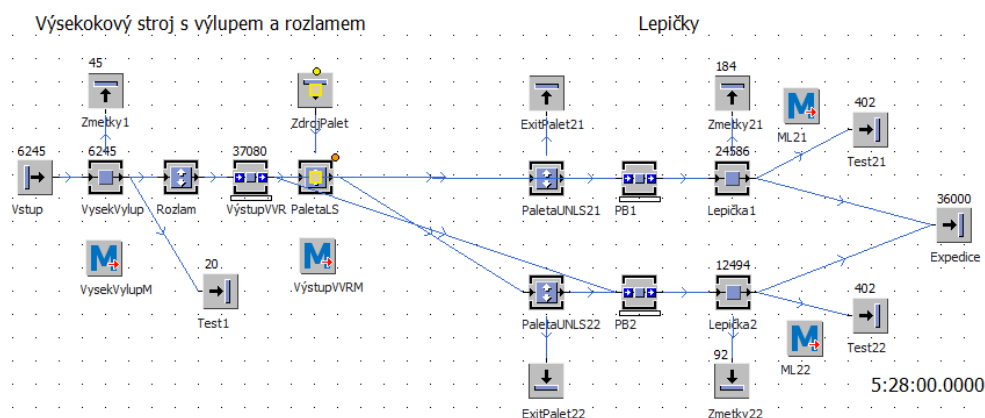 Výsekokový stroj s výlupem a rozlamem
Lepičky
45
184
402
Zmetky1
ZdrojPalet
ExitPalet21
Zmetky21
ML21
Test21
6245
6245
37080
24586
Vstup
VysekVylup
Rozlam
VýstupVVR
PaletaLS
PaletaUNLS21
PB1
Lepička1
36000
Expedice
VysekVylupM
20
VýstupVVRM
12494
402
Test1
PaletaUNLS22
PB2
Lepička2
ML22
Test22
92
ExitPalet22
Zmetky22
5:28:00.0000